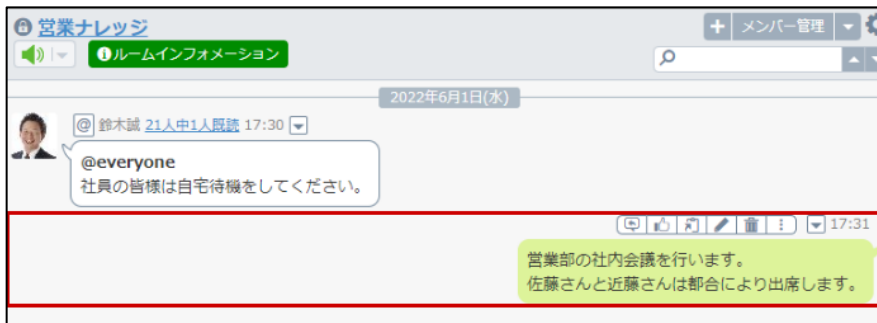 営業ナレッジ
+ メンバー管理
ルームインフォメーション
2022年6月1日(水)
@ 鈴木誠 21人中1人既読 17:30
@everyone
社員の皆様は自宅待機をしてください。
17:31
営業部の社内会議を行います。
佐藤さんと近藤さんは都合により出席します。